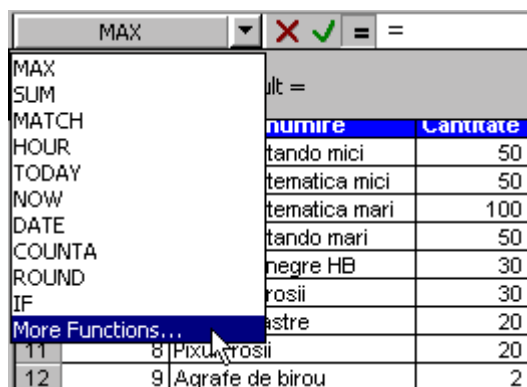 MAX = =
MAX
SUM ult =
MATCH numire Cantitate
HOUR tando mici 50
TODAY tematica mici 50
NOW tematica mari 100
DATE tando mari 50
COUNTA negre HB 30
ROUND rosii 30
IF astre 20
More Functions...
11 8 Pixuri rosii 20
12 9 Agrafe de birou 2